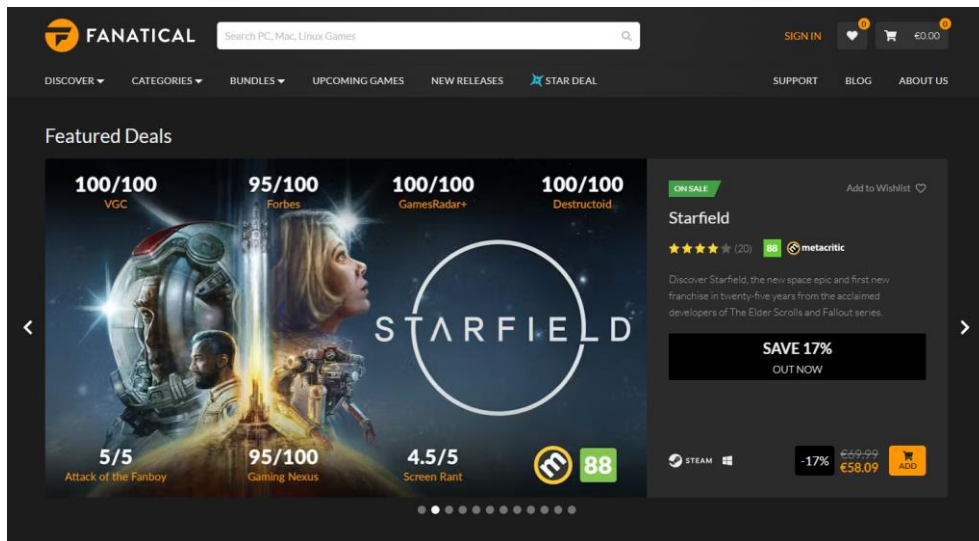 FANATICAL
Search PC, Mac, Linux Games
SIGN IN
0
0
€0.00
DISCOVER
CATEGORIES
BUNDLES
UPCOMING GAMES
NEW RELEASES
STAR DEAL
SUPPORT
BLOG
ABOUT US
Featured Deals
100/100
VGC
95/100
Forbes
100/100
GamesRadar+
100/100
Destructoid
STARFIELD
5/5
Attack of the Fanboy
95/100
Gaming Nexus
4.5/5
Screen Rant
88
ON SALE
Add to Wishlist
Starfield
(20)
88
metacritic
Discover Starfield, the new space epic and first new
franchise in twenty-five years from the acclaimed
developers of The Elder Scrolls and Fallout series.
SAVE 17%
OUT NOW
STEAM
-17%
€69.99
€58.09
ADD